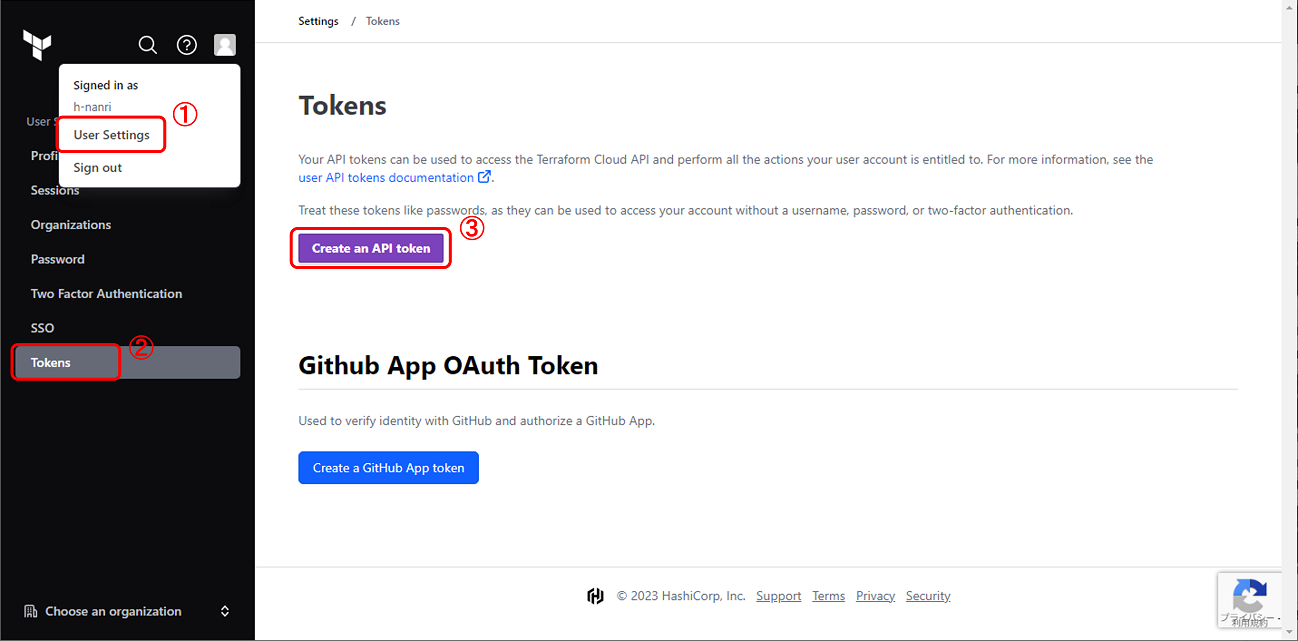 Signed in as
h-nanri
User Settings
①
Sign out
User S
Profi
Sessions
Organizations
Password
Two Factor Authentication
SSO
Tokens
②
Choose an organization
Settings / Tokens
Tokens
Your API tokens can be used to access the Terraform Cloud API and perform all the actions your user account is entitled to. For more information, see the
user API tokens documentation.
Treat these tokens like passwords, as they can be used to access your account without a username, password, or two-factor authentication.
③
Create an API token
Github App OAuth Token
Used to verify identity with GitHub and authorize a GitHub App.
Create a GitHub App token
© 2023 HashiCorp, Inc. Support Terms Privacy Security
プライバシー -
利用規約